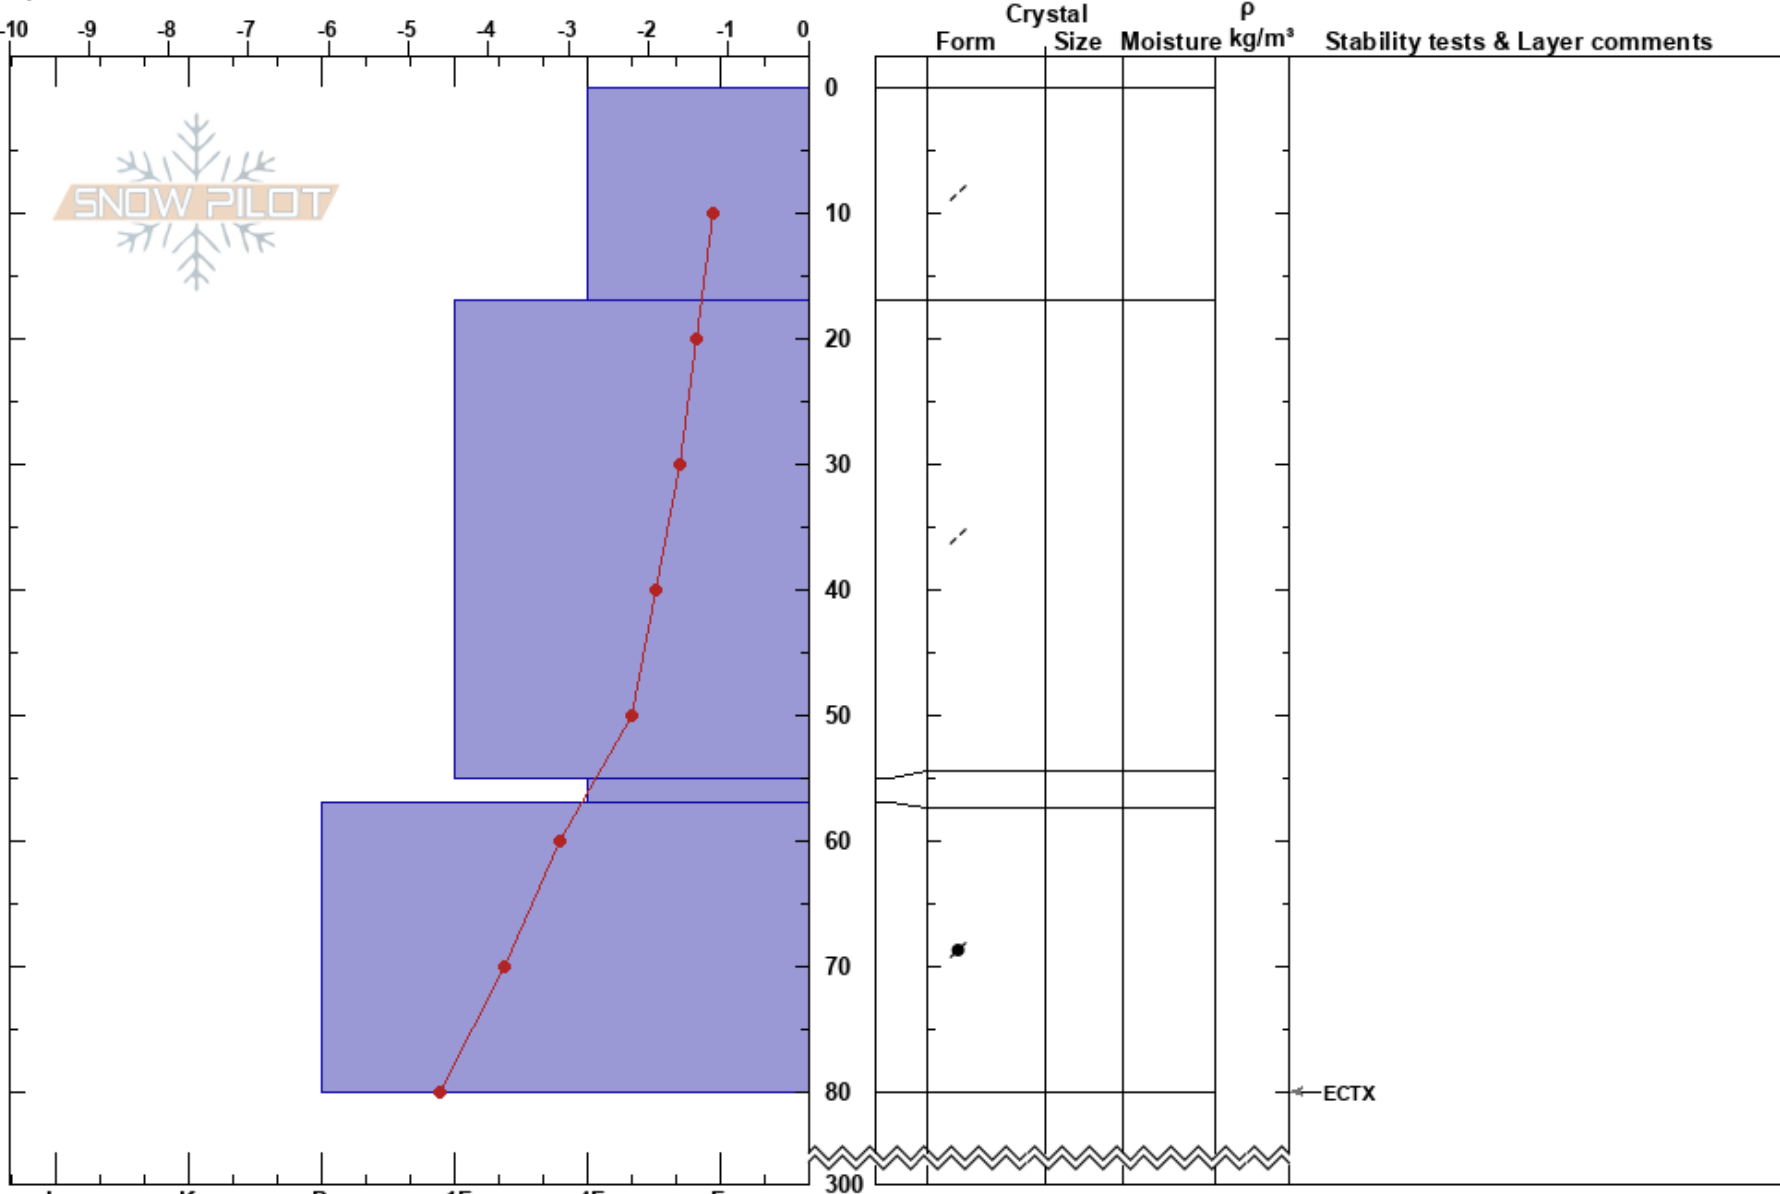 Crystal ρ
-10 -9 -8 -7 -6 -5 -4 -3 -2 -1 0
Form Size Moisture kg/m³ Stability tests & Layer comments
0
SNOW PILOT
10
20
30
40
50
60
70
80 ECTX
300